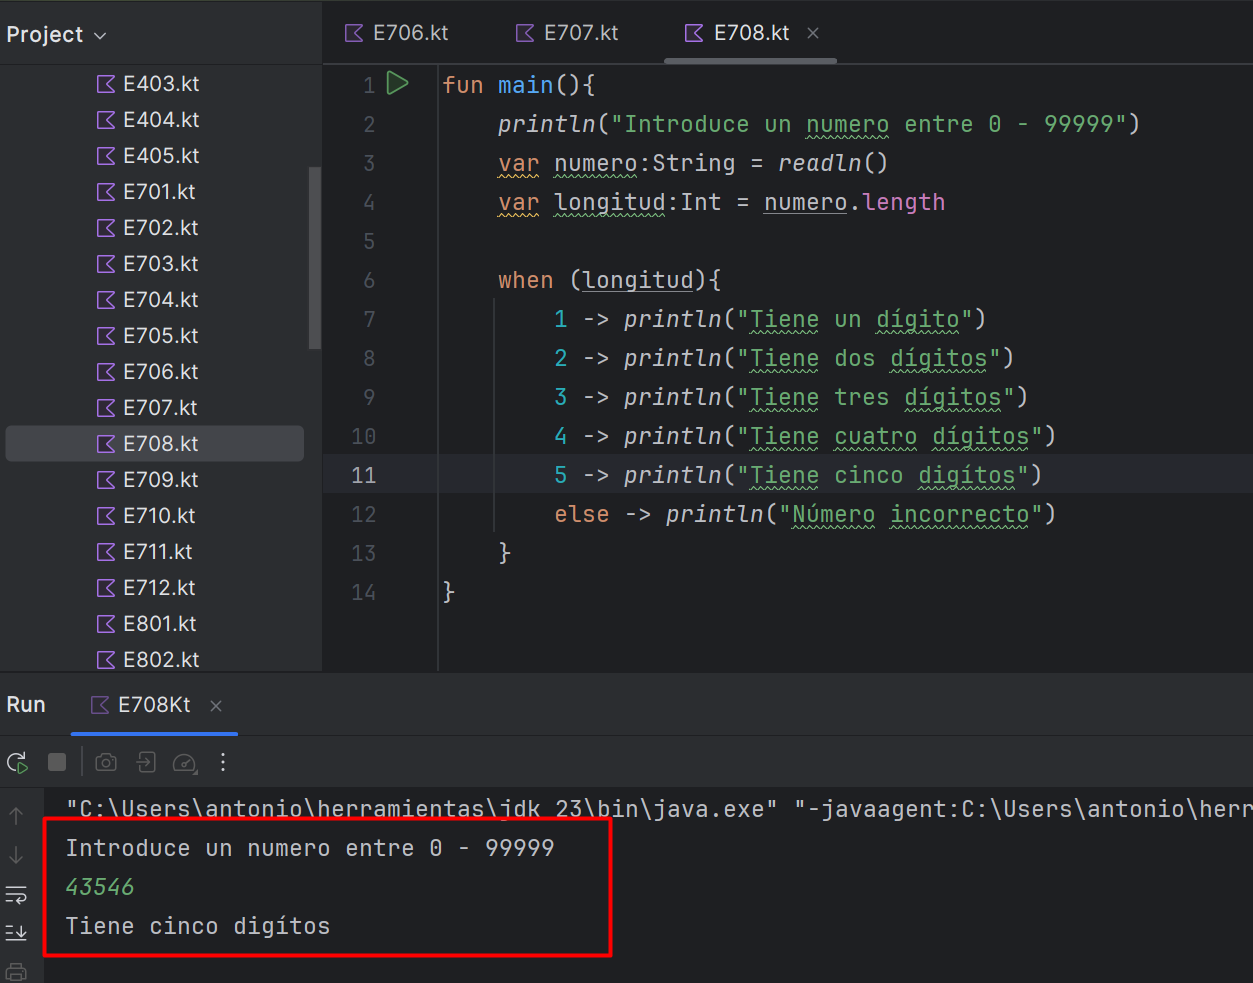 Project
E403.kt
E404.kt
E405.kt
E701.kt
E702.kt
E703.kt
E704.kt
E705.kt
E706.kt
E707.kt
E708.kt
E709.kt
E710.kt
E711.kt
E712.kt
E801.kt
E802.kt
E706.kt E707.kt E708.kt
1 fun main(){
2 println("Introduce un numero entre 0 - 99999")
3 var numero:String = readln()
4 var longitud:Int = numero.length
5
6 when (longitud){
7 1 -> println("Tiene un dígito")
8 2 -> println("Tiene dos dígitos")
9 3 -> println("Tiene tres dígitos")
10 4 -> println("Tiene cuatro dígitos")
11 5 -> println("Tiene cinco digítos")
12 else -> println("Número incorrecto")
13 }
14 }
Run E708Kt
"C:\Users\antonio\herramientas\jdk 23\bin\java.exe" "-javaagent:C:\Users\antonio\herr
Introduce un numero entre 0 - 99999
43546
Tiene cinco digítos